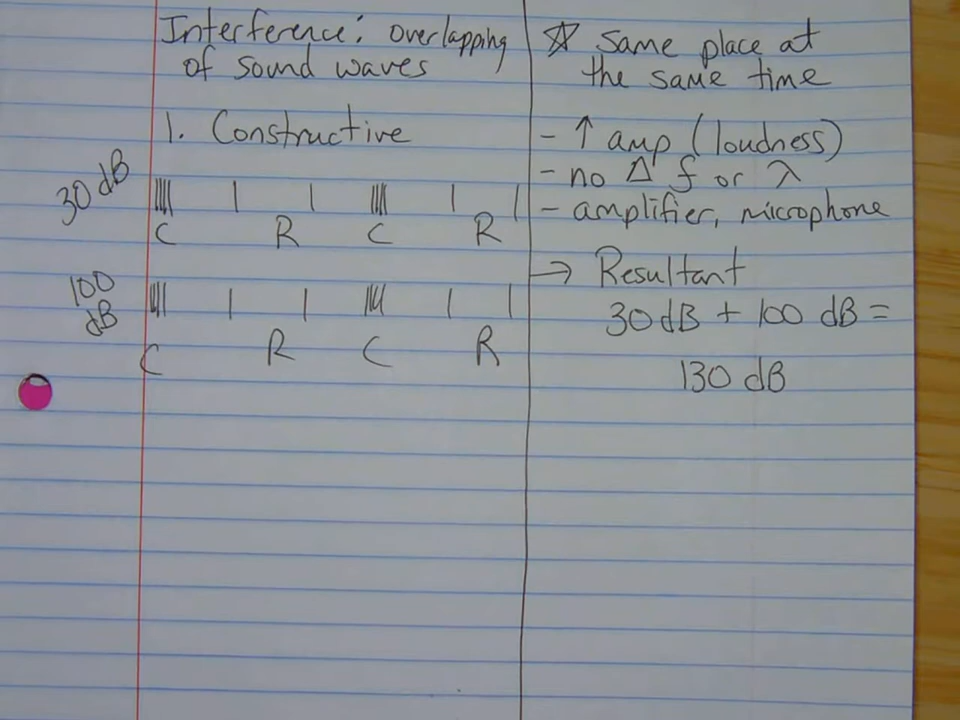 Interference: overlapping
of sound waves
1. Constructive
30 dB
C R C R
100
dB
C R C R
☆ same place at
the same time
- ↑ amp (loudness)
- no Δ f or λ
- amplifier, microphone
→ Resultant
30 dB + 100 dB =
130 dB